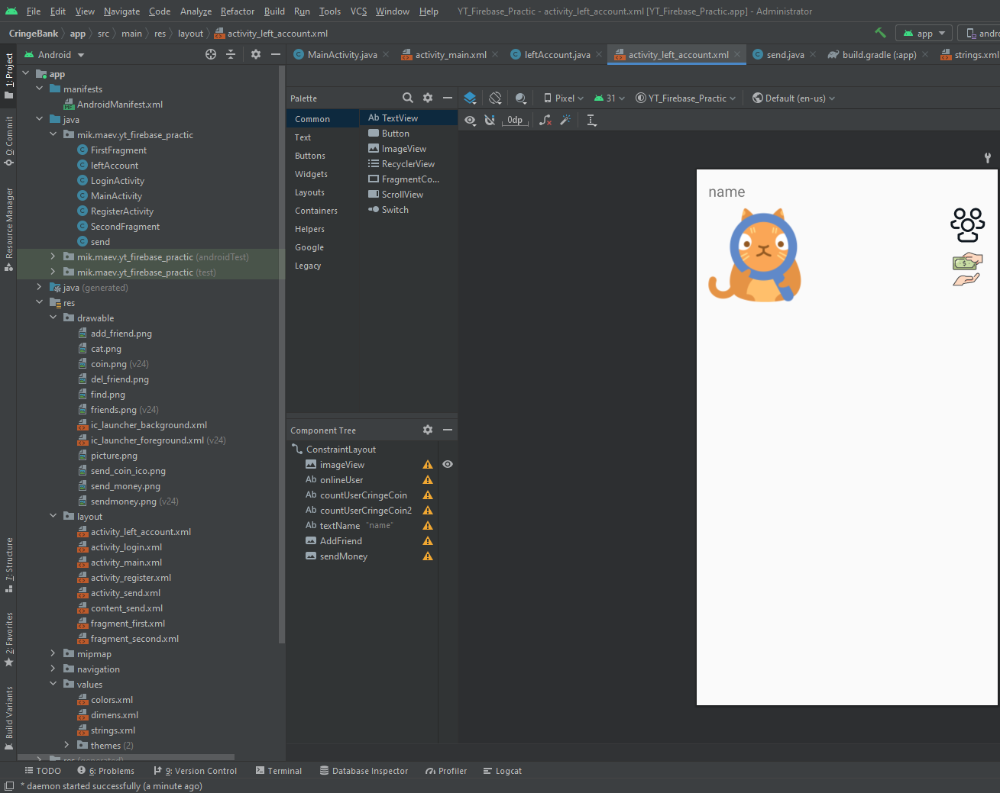 File Edit View Navigate Code Analyze Refactor Build Run Tools VCS Window Help YT_Firebase_Practic - activity_left_account.xml [YT_Firebase_Practic.app] - Administrator
CringeBank app src main res layout activity_left_account.xml app andro
1: Project
0: Commit
Resource Manager
7: Structure
2: Favorites
Build Variants
Android
app
manifests
AndroidManifest.xml
java
mik.maev.yt_firebase_practic
FirstFragment
leftAccount
LoginActivity
MainActivity
RegisterActivity
SecondFragment
send
mik.maev.yt_firebase_practic (androidTest)
mik.maev.yt_firebase_practic (test)
java (generated)
res
drawable
add_friend.png
cat.png
coin.png (v24)
del_friend.png
find.png
friends.png (v24)
ic_launcher_background.xml
ic_launcher_foreground.xml (v24)
picture.png
send_coin_ico.png
send_money.png
sendmoney.png (v24)
layout
activity_left_account.xml
activity_login.xml
activity_main.xml
activity_register.xml
activity_send.xml
content_send.xml
fragment_first.xml
fragment_second.xml
mipmap
navigation
values
colors.xml
dimens.xml
strings.xml
themes (2)
res (generated)
MainActivity.java activity_main.xml leftAccount.java activity_left_account.xml send.java build.gradle (:app) strings.xml
Palette
Common
Text
Buttons
Widgets
Layouts
Containers
Helpers
Google
Legacy
Ab TextView
Button
ImageView
RecyclerView
FragmentCo...
ScrollView
Switch
Pixel 31 YT_Firebase_Practic Default (en-us)
0dp
name
Component Tree
ConstraintLayout
imageView
Ab onlineUser
Ab countUserCringeCoin
Ab countUserCringeCoin2
Ab textName "name"
AddFriend
sendMoney
TODO 6: Problems 9: Version Control Terminal Database Inspector Profiler Logcat
* daemon started successfully (a minute ago)